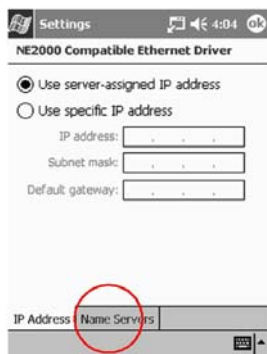 Settings 4:04 ok
NE2000 Compatible Ethernet Driver
Use server-assigned IP address
Use specific IP address
IP address: . . .
Subnet mask: . . .
Default gateway: . . .
IP Address Name Servers